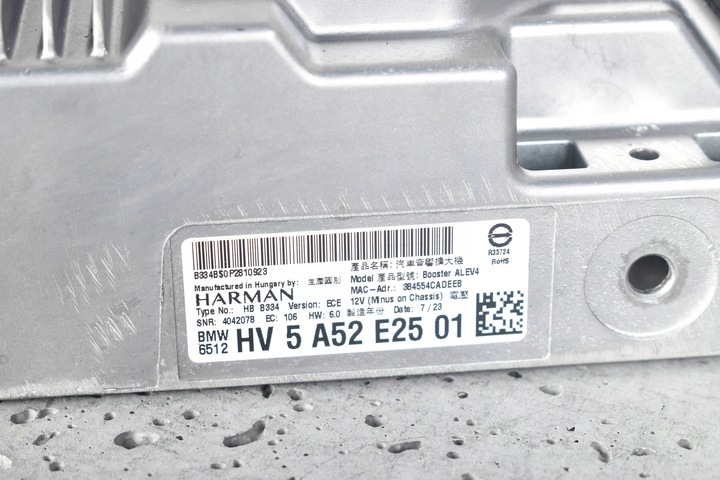 B334BS0P2B10923
Manufactured in Hungary by: 生產國別
HARMAN
Type No.: HB B334 Version: ECE
SNR: 4042078 EC: 106 HW: 6.0 製造年份 Date: 7 / 23
產品名稱: 汽車音響擴大機
Model 產品型號: Booster ALEV4
MAC-Adr.: 384554CADEEB
12V (Minus on Chassis) 電壓
R33724
RoHS
BMW
6512
HV 5 A52 E25 01